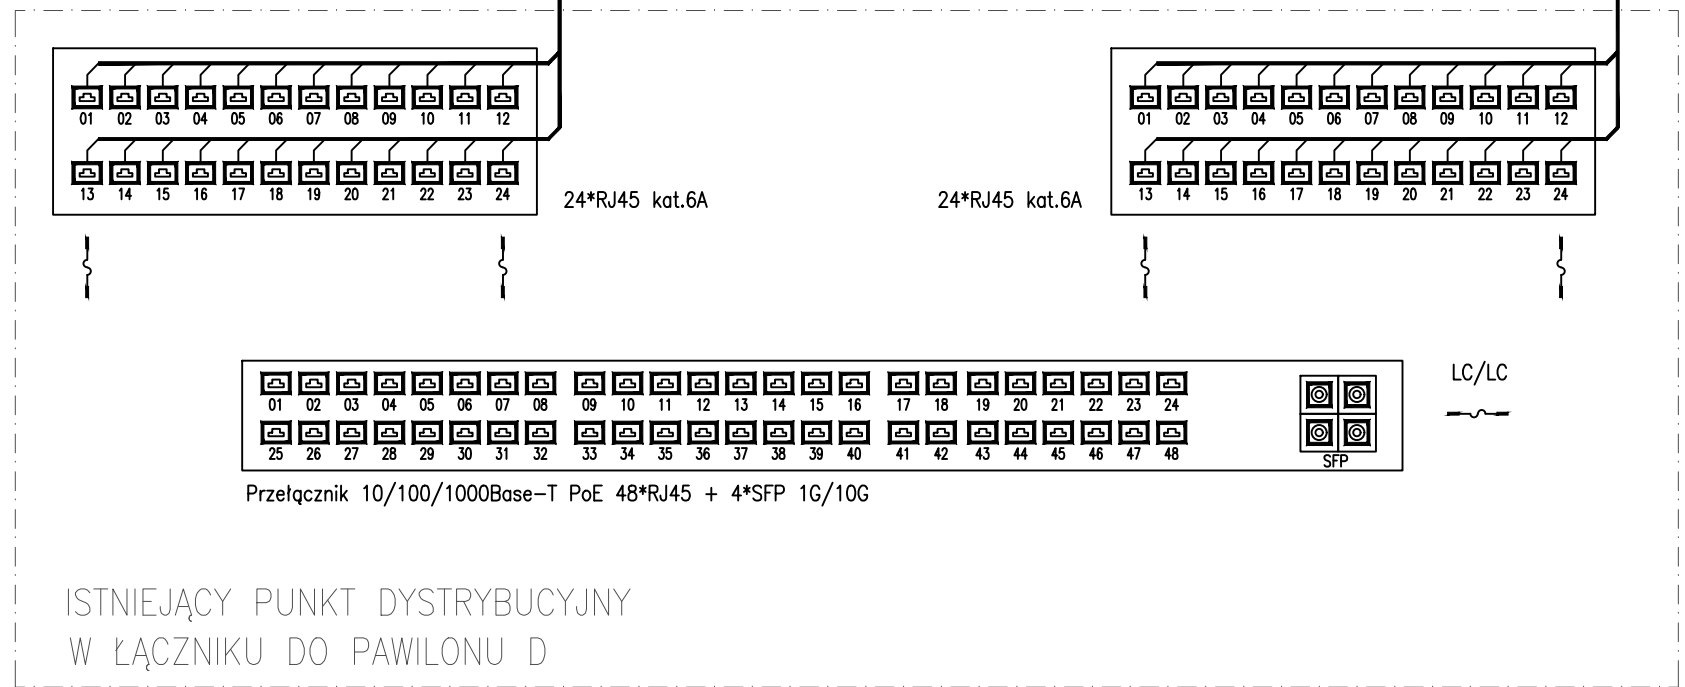 01 02 03 04 05 06 07 08 09 10 11 12
13 14 15 16 17 18 19 20 21 22 23 24
24*RJ45 kat.6A
24*RJ45 kat.6A
01 02 03 04 05 06 07 08 09 10 11 12
13 14 15 16 17 18 19 20 21 22 23 24
01 02 03 04 05 06 07 08 09 10 11 12 13 14 15 16 17 18 19 20 21 22 23 24
25 26 27 28 29 30 31 32 33 34 35 36 37 38 39 40 41 42 43 44 45 46 47 48
SFP
LC/LC
Przełącznik 10/100/1000Base-T PoE 48*RJ45 + 4*SFP 1G/10G
ISTNIEJĄCY PUNKT DYSTRYBUCYJNY
W ŁĄCZNIKU DO PAWILONU D